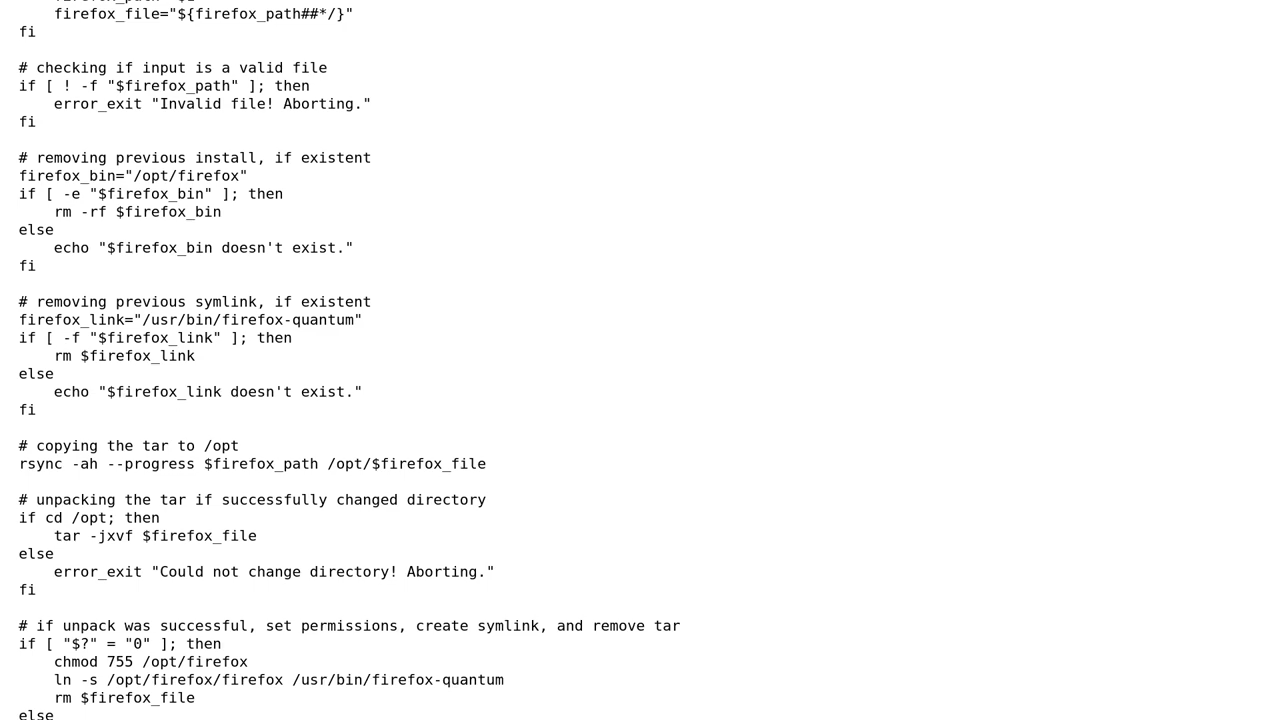 firefox_file="${firefox_path##*/}"
fi
# checking if input is a valid file
if [ ! -f "$firefox_path" ]; then
error_exit "Invalid file! Aborting."
fi
# removing previous install, if existent
firefox_bin="/opt/firefox"
if [ -e "$firefox_bin" ]; then
rm -rf $firefox_bin
else
echo "$firefox_bin doesn't exist."
fi
# removing previous symlink, if existent
firefox_link="/usr/bin/firefox-quantum"
if [ -f "$firefox_link" ]; then
rm $firefox_link
else
echo "$firefox_link doesn't exist."
fi
# copying the tar to /opt
rsync -ah --progress $firefox_path /opt/$firefox_file
# unpacking the tar if successfully changed directory
if cd /opt; then
tar -jxvf $firefox_file
else
error_exit "Could not change directory! Aborting."
fi
# if unpack was successful, set permissions, create symlink, and remove tar
if [ "$?" = "0" ]; then
chmod 755 /opt/firefox
ln -s /opt/firefox/firefox /usr/bin/firefox-quantum
rm $firefox_file
else